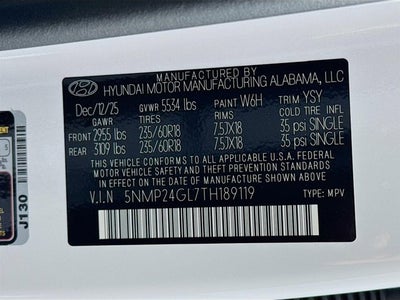 MANUFACTURED BY
HYUNDAI MOTOR MANUFACTURING ALABAMA, LLC
Dec/12/25 GVWR 5534 lbs PAINT W6H TRIM YSY
GAWR TIRES RIMS COLD TIRE INFL
FRONT 2955 lbs 235/60R18 7.5JX18 35 psi SINGLE
REAR 3109 lbs 235/60R18 7.5JX18 35 psi SINGLE
THIS VEHICLE CONFORMS TO ALL APPLICABLE U.S.A FEDERAL
MOTOR VEHICLE SAFETY, BUMPER, AND THEFT PREVENTION
STANDARDS IN EFFECT ON THE DATE OF MANUFACTURE SHOWN ABOVE.
V.I.N 5NMP24GL7TH189119 TYPE: MPV
J130